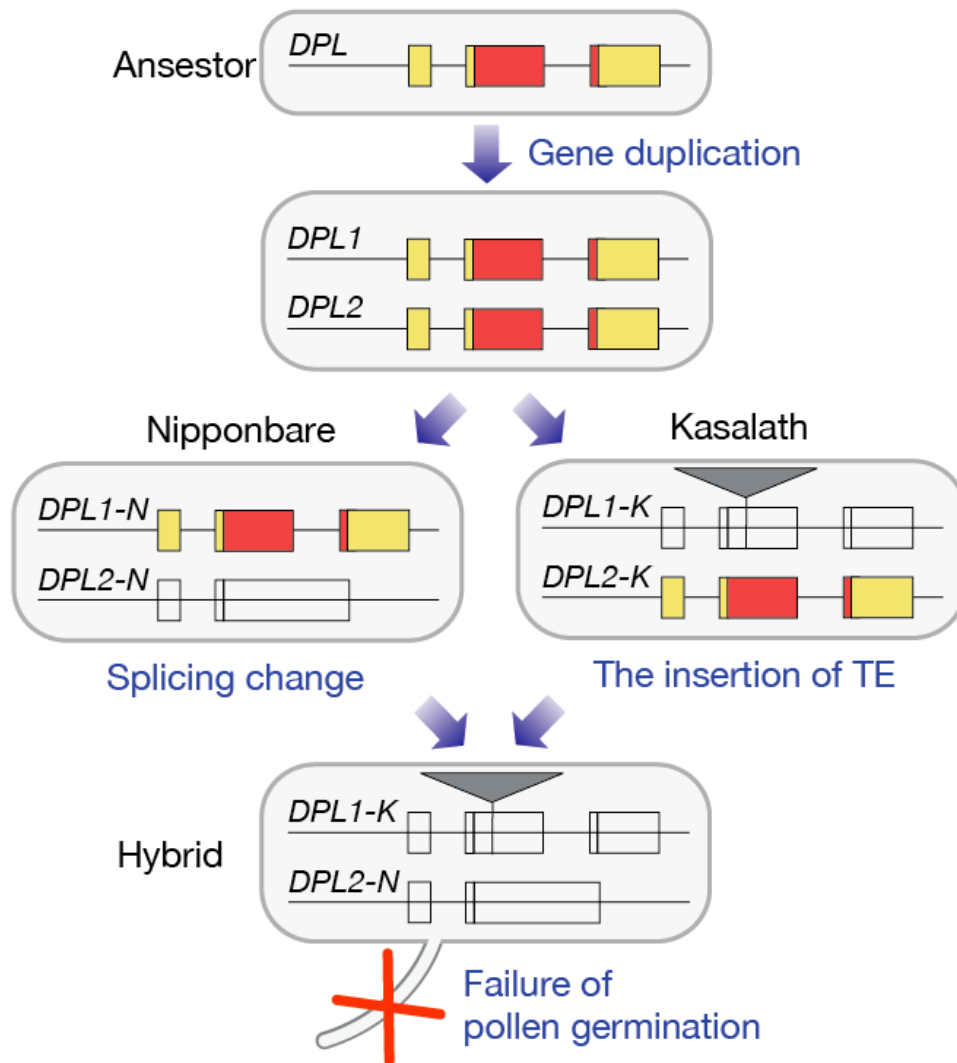 DPL
Ansestor
Gene duplication
DPL1
DPL2
Nipponbare
Kasalath
DPL1-N
DPL2-N
DPL1-K
DPL2-K
Splicing change
The insertion of TE
DPL1-K
Hybrid
DPL2-N
Failure of
pollen germination